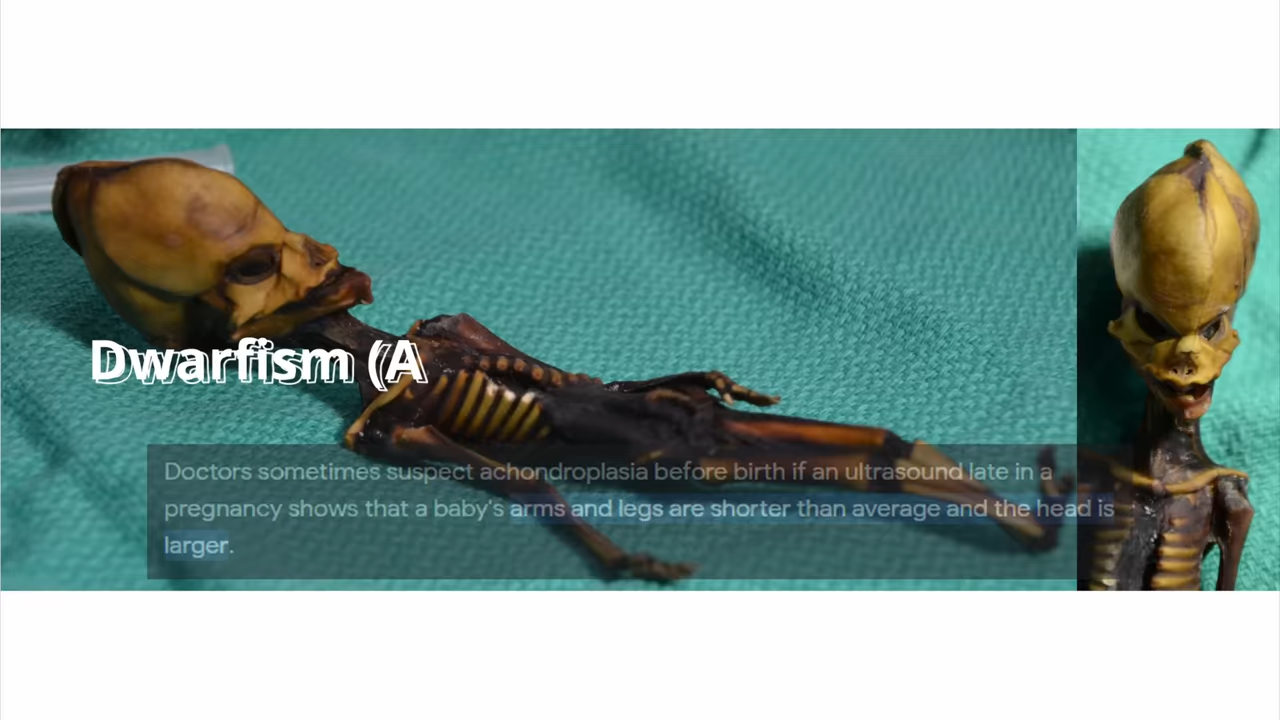 Dwarfism (A
Doctors sometimes suspect achondroplasia before birth if an ultrasound late in a
pregnancy shows that a baby's arms and legs are shorter than average and the head is
larger.